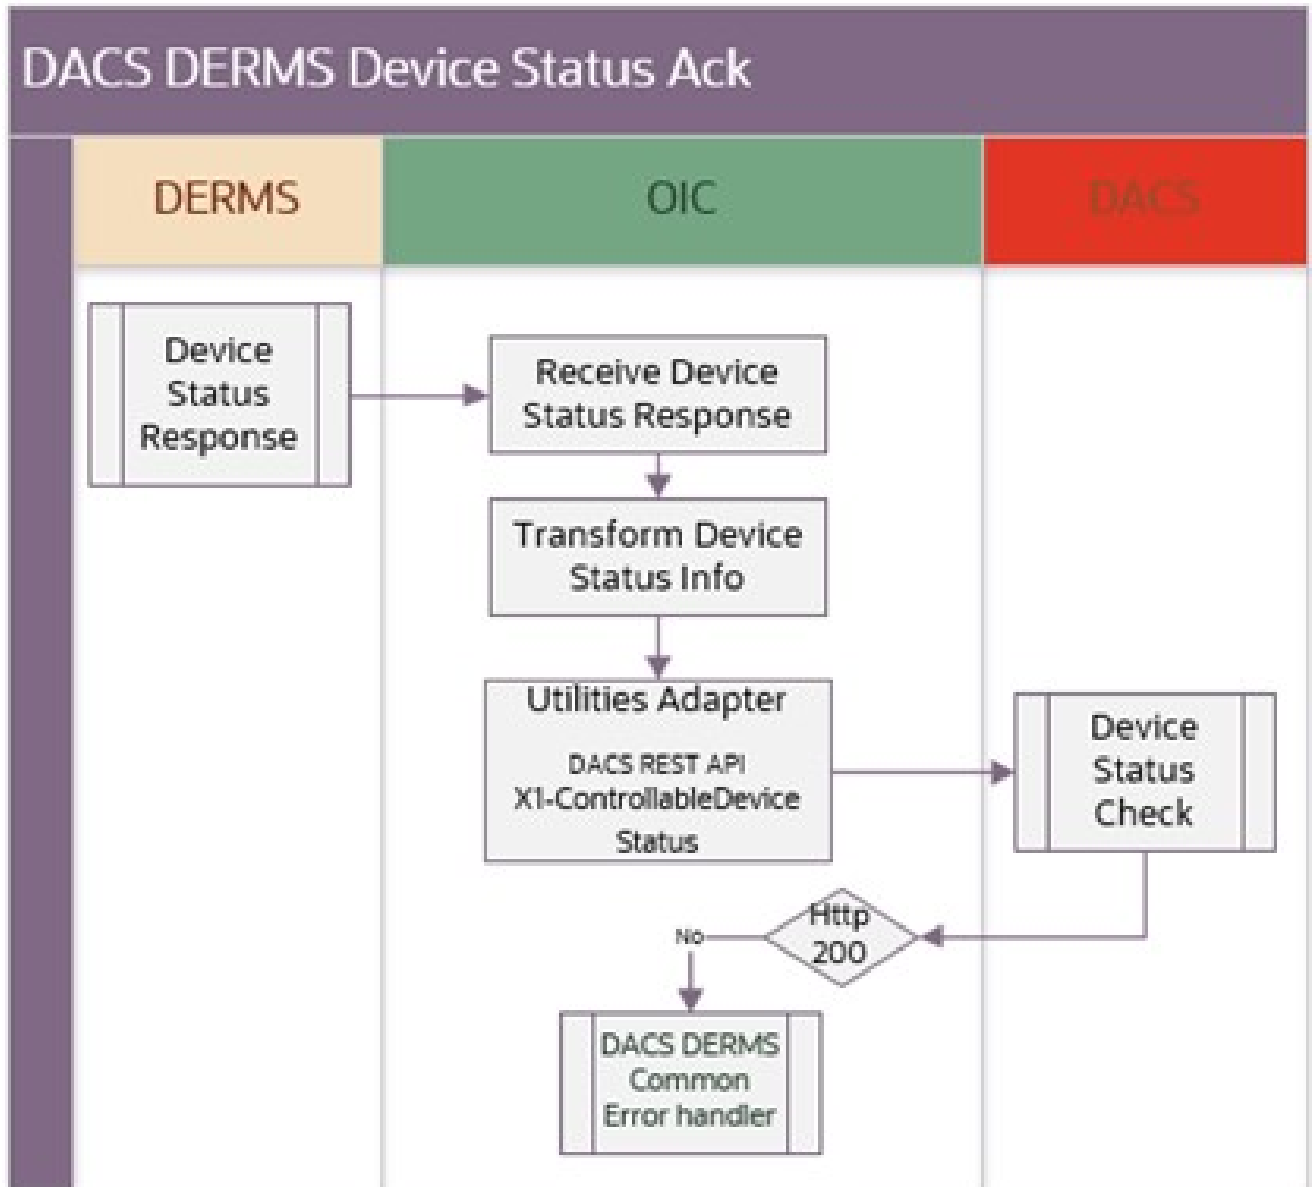 DACS DERMS Device Status Ack
DERMS
OIC
DACS
Device
Status
Response
Receive Device
Status Response
Transform Device
Status Info
Utilities Adapter
DACS REST API
X1-ControllableDevice
Status
Device
Status
Check
Http
200
No
DACS DERMS
Common
Error handler